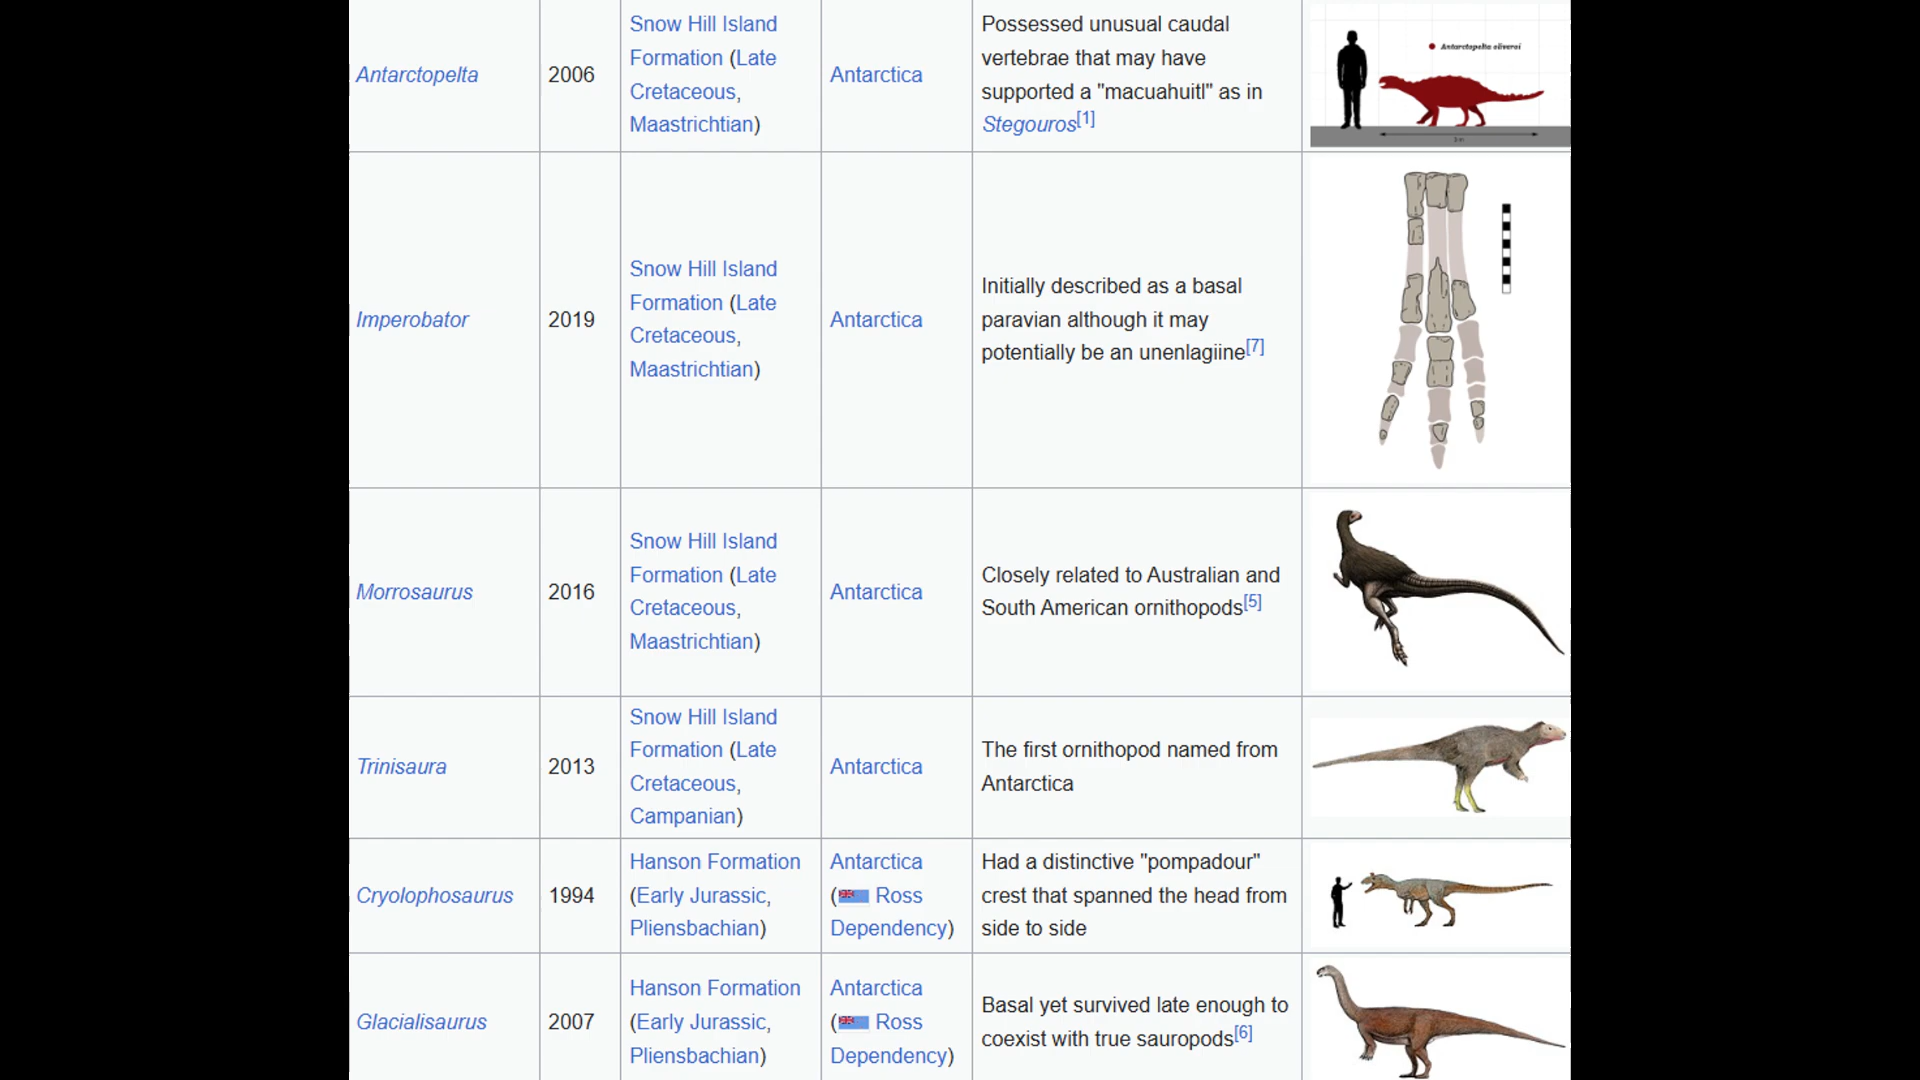 Antarctopelta
2006
Snow Hill Island
Formation (Late
Cretaceous,
Maastrichtian)
Antarctica
Possessed unusual caudal
vertebrae that may have
supported a "macuahuitl" as in
Stegouros[1]
Antarctopelta oliveroi
Imperobator
2019
Snow Hill Island
Formation (Late
Cretaceous,
Maastrichtian)
Antarctica
Initially described as a basal
paravian although it may
potentially be an unenlagiine[7]
Morrosaurus
2016
Snow Hill Island
Formation (Late
Cretaceous,
Maastrichtian)
Antarctica
Closely related to Australian and
South American ornithopods[5]
Trinisaura
2013
Snow Hill Island
Formation (Late
Cretaceous,
Campanian)
Antarctica
The first ornithopod named from
Antarctica
Cryolophosaurus
1994
Hanson Formation
(Early Jurassic,
Pliensbachian)
Antarctica
(Ross
Dependency)
Had a distinctive "pompadour"
crest that spanned the head from
side to side
Glacialisaurus
2007
Hanson Formation
(Early Jurassic,
Pliensbachian)
Antarctica
(Ross
Dependency)
Basal yet survived late enough to
coexist with true sauropods[6]